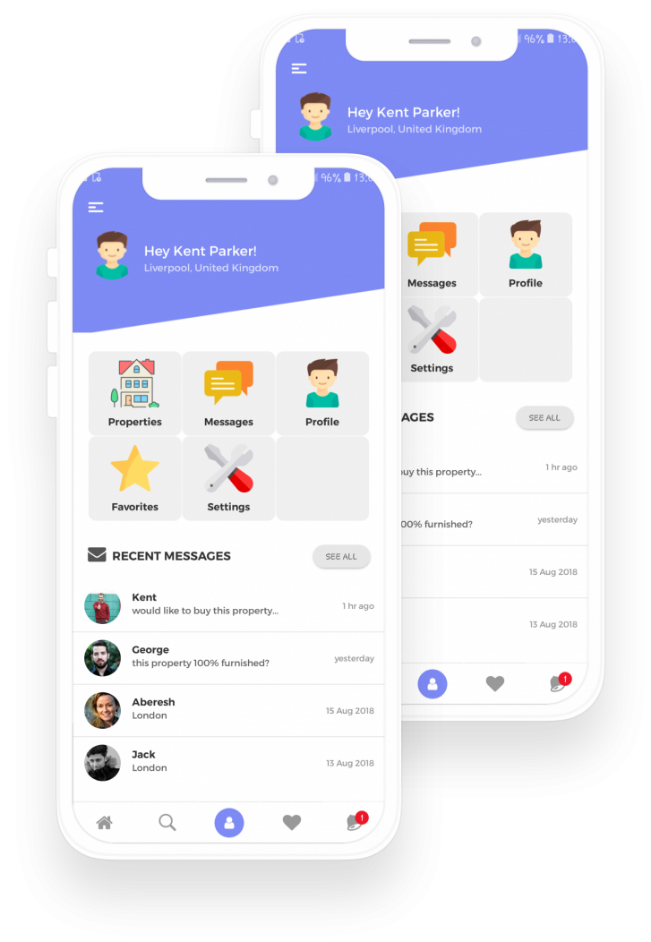 96% 13:
Hey Kent Parker!
Liverpool, United Kingdom
Messages
Profile
Settings
AGES
SEE ALL
buy this property...
1 hr ago
100% furnished?
yesterday
15 Aug 2018
13 Aug 2018
1
96% 13:
Hey Kent Parker!
Liverpool, United Kingdom
Properties
Messages
Profile
Favorites
Settings
RECENT MESSAGES
SEE ALL
Kent
would like to buy this property...
1 hr ago
George
this property 100% furnished?
yesterday
Aberesh
London
15 Aug 2018
Jack
London
13 Aug 2018
1